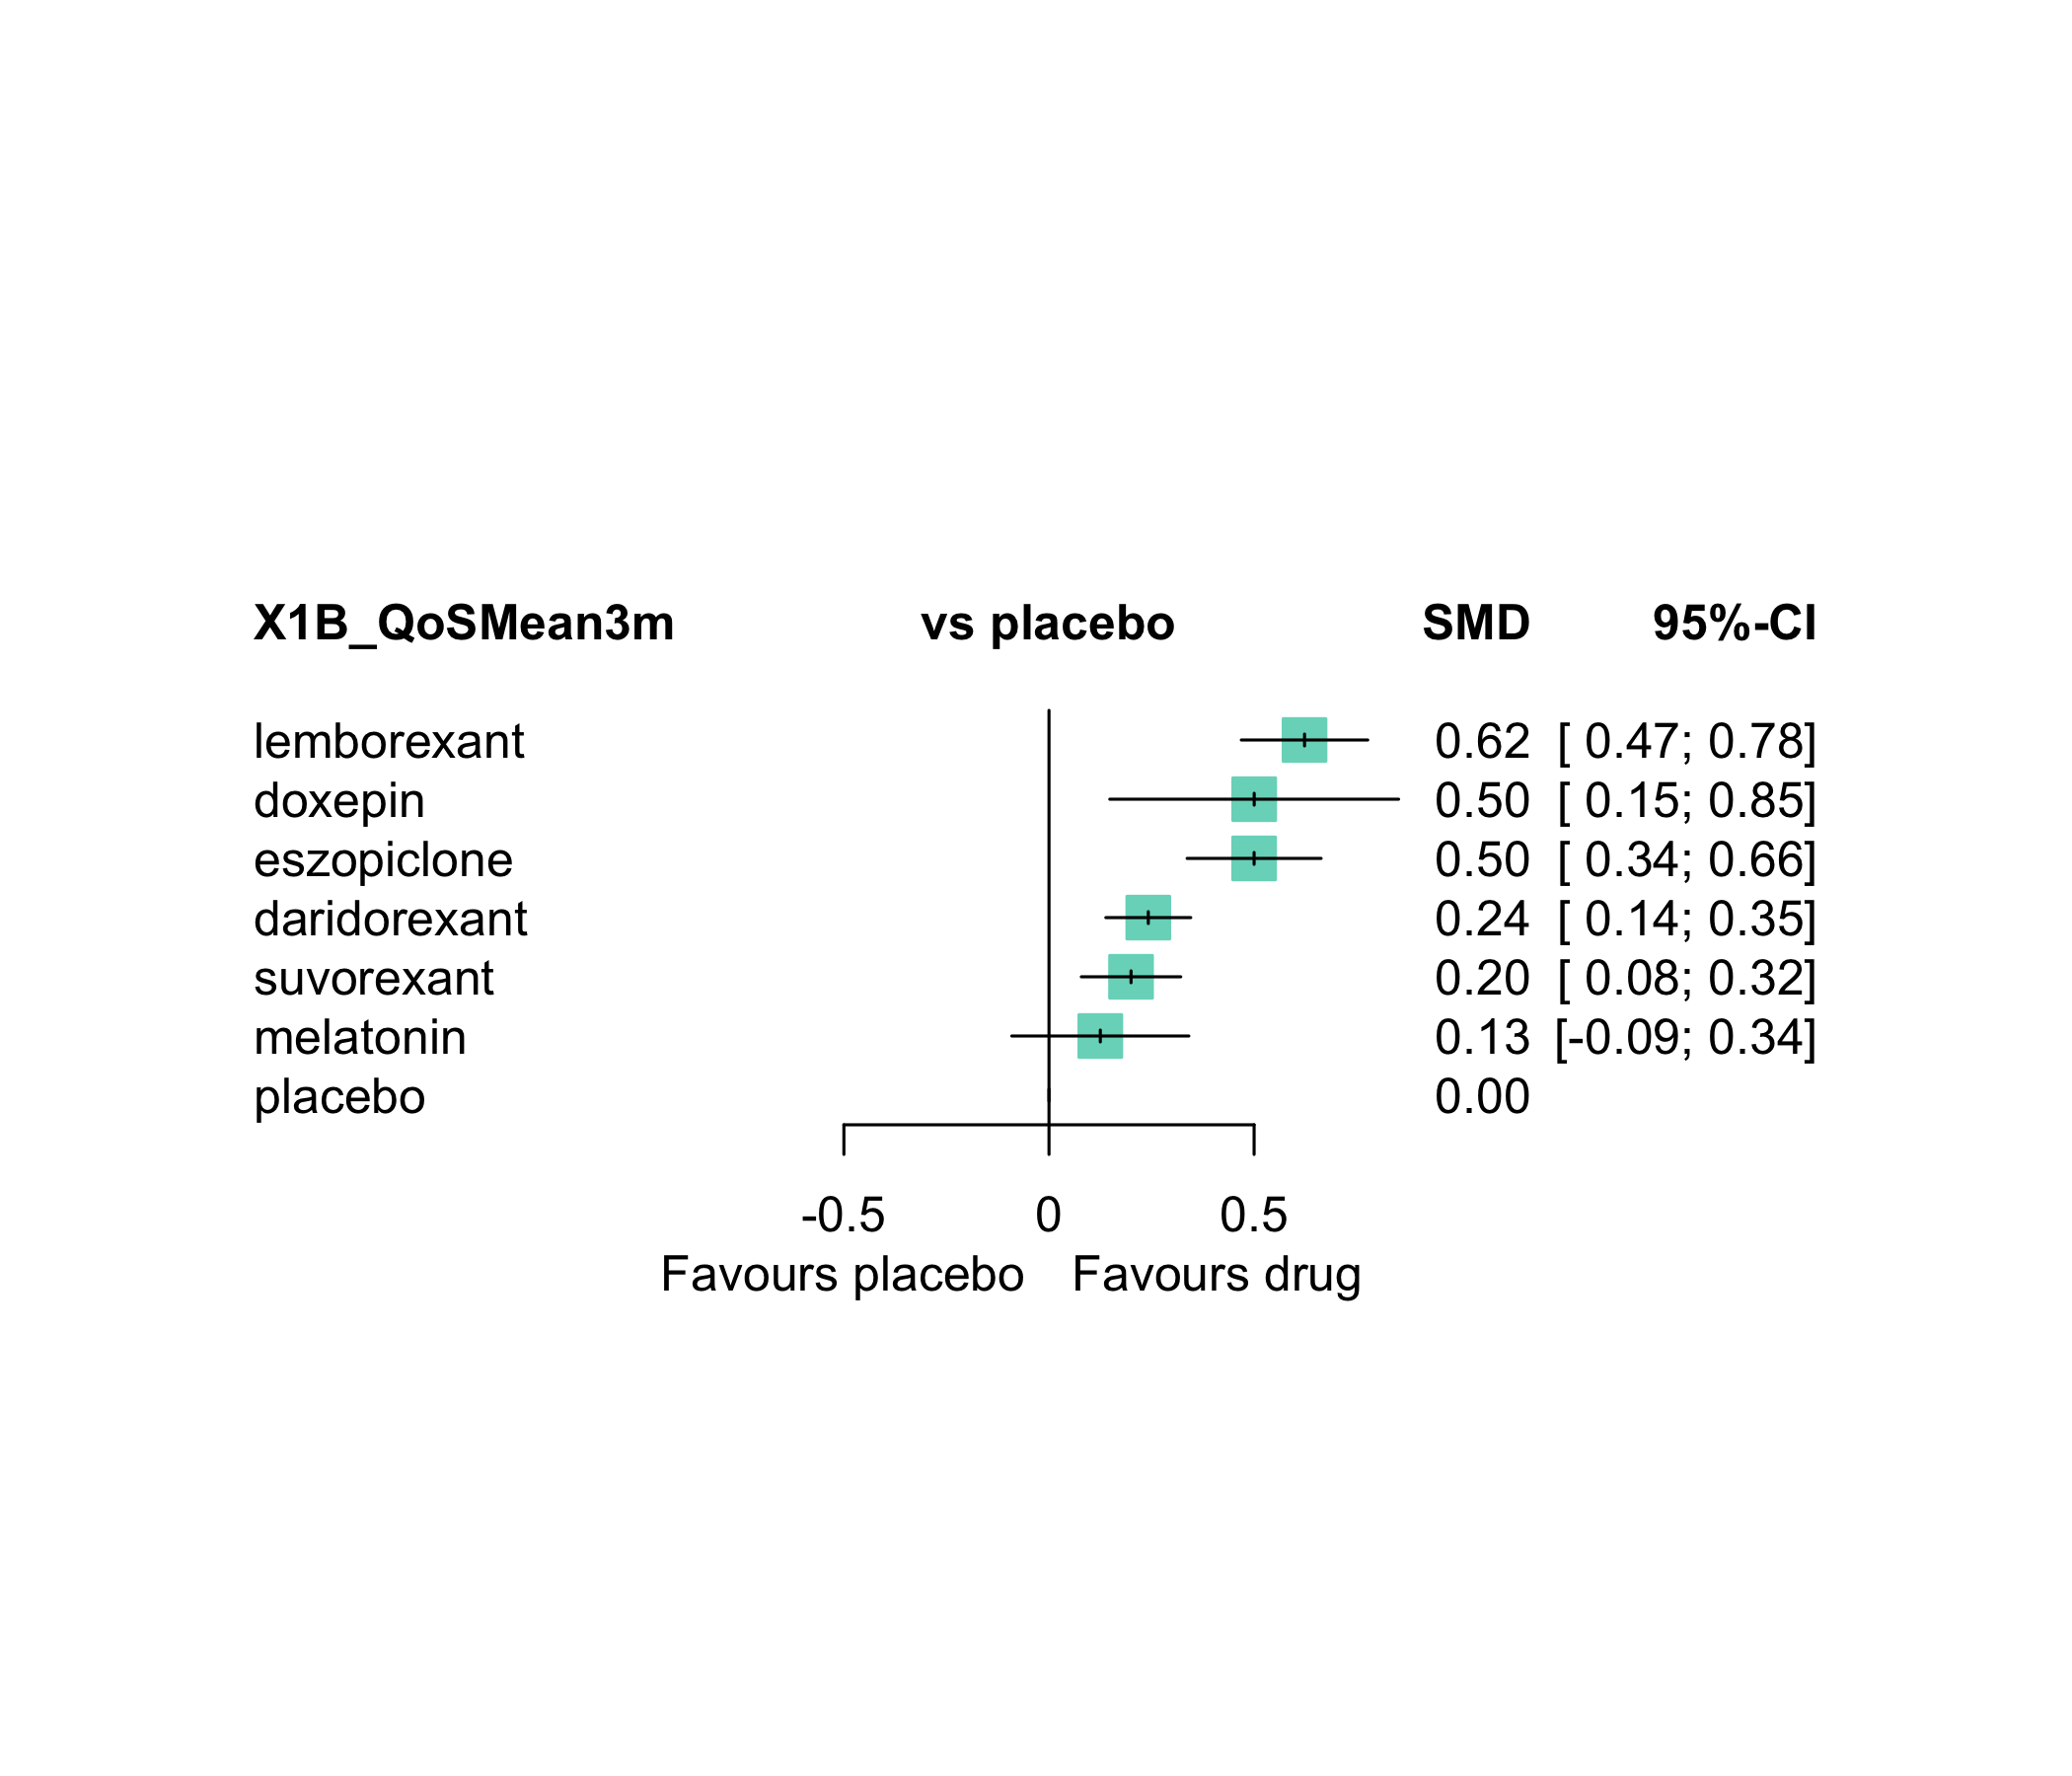 X1B_QoSMean3m vs placebo SMD 95%-CI
lemborexant 0.62 [ 0.47; 0.78]
doxepin 0.50 [ 0.15; 0.85]
eszopiclone 0.50 [ 0.34; 0.66]
daridorexant 0.24 [ 0.14; 0.35]
suvorexant 0.20 [ 0.08; 0.32]
melatonin 0.13 [-0.09; 0.34]
placebo 0.00
-0.5 0 0.5
Favours placebo Favours drug